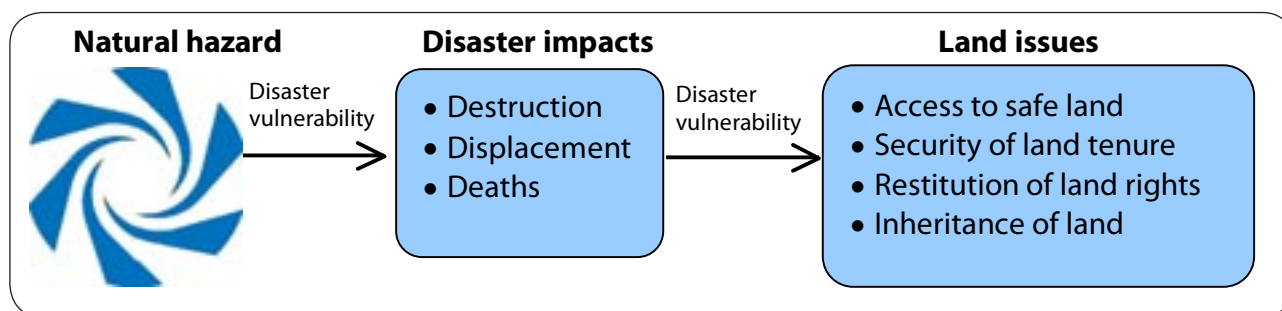 Natural hazard
Disaster impacts
Land issues
Disaster
vulnerability
• Destruction
• Displacement
• Deaths
Disaster
vulnerability
• Access to safe land
• Security of land tenure
• Restitution of land rights
• Inheritance of land